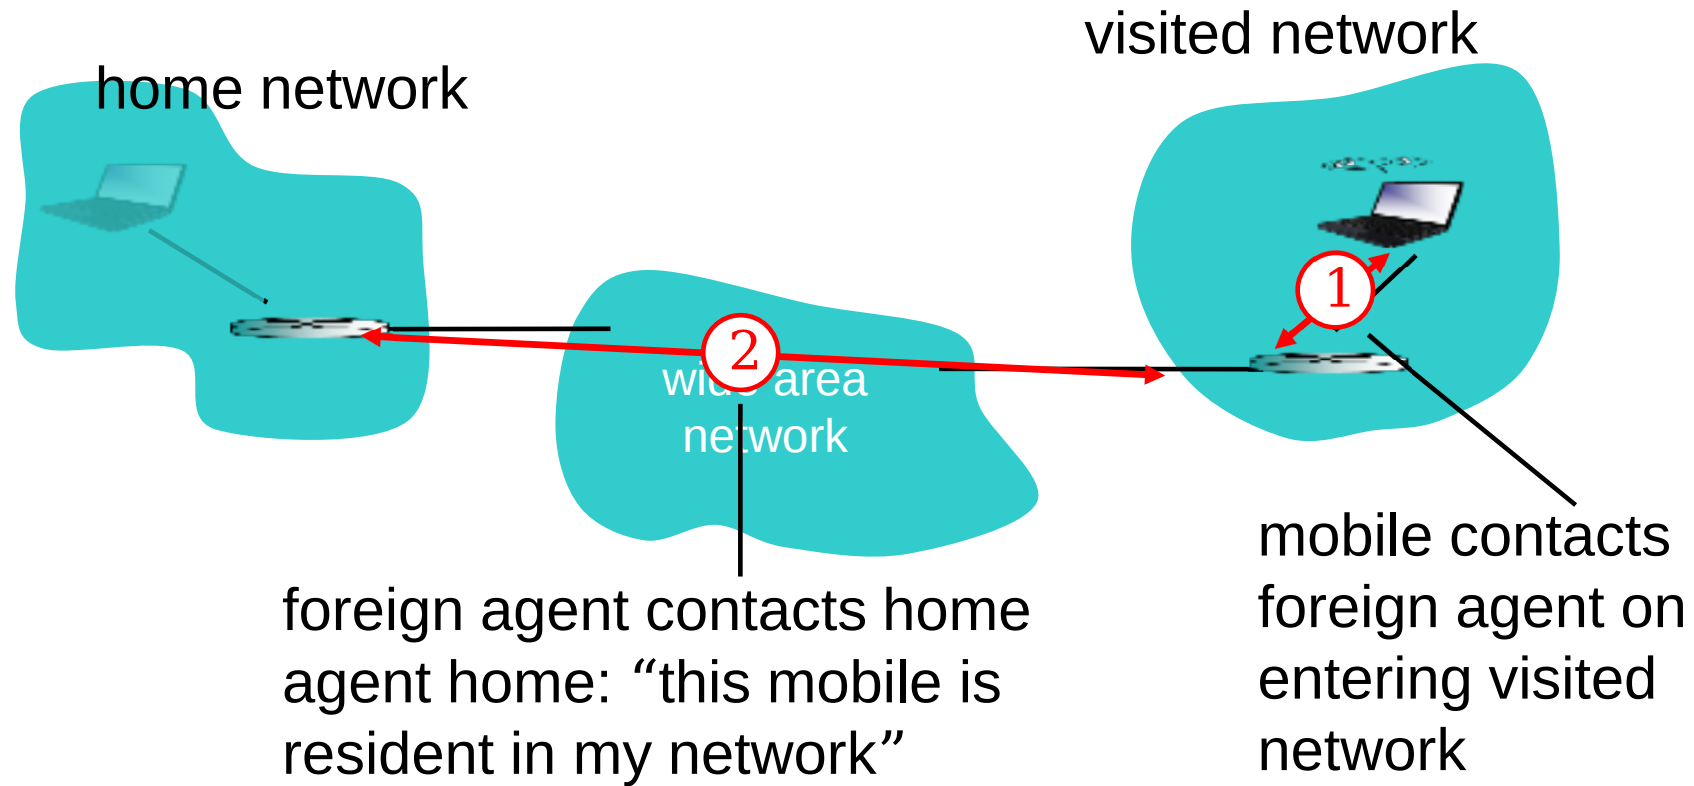 visited network
home network
1
2
wide area
network
foreign agent contacts home
agent home: “this mobile is
resident in my network”
mobile contacts
foreign agent on
entering visited
network